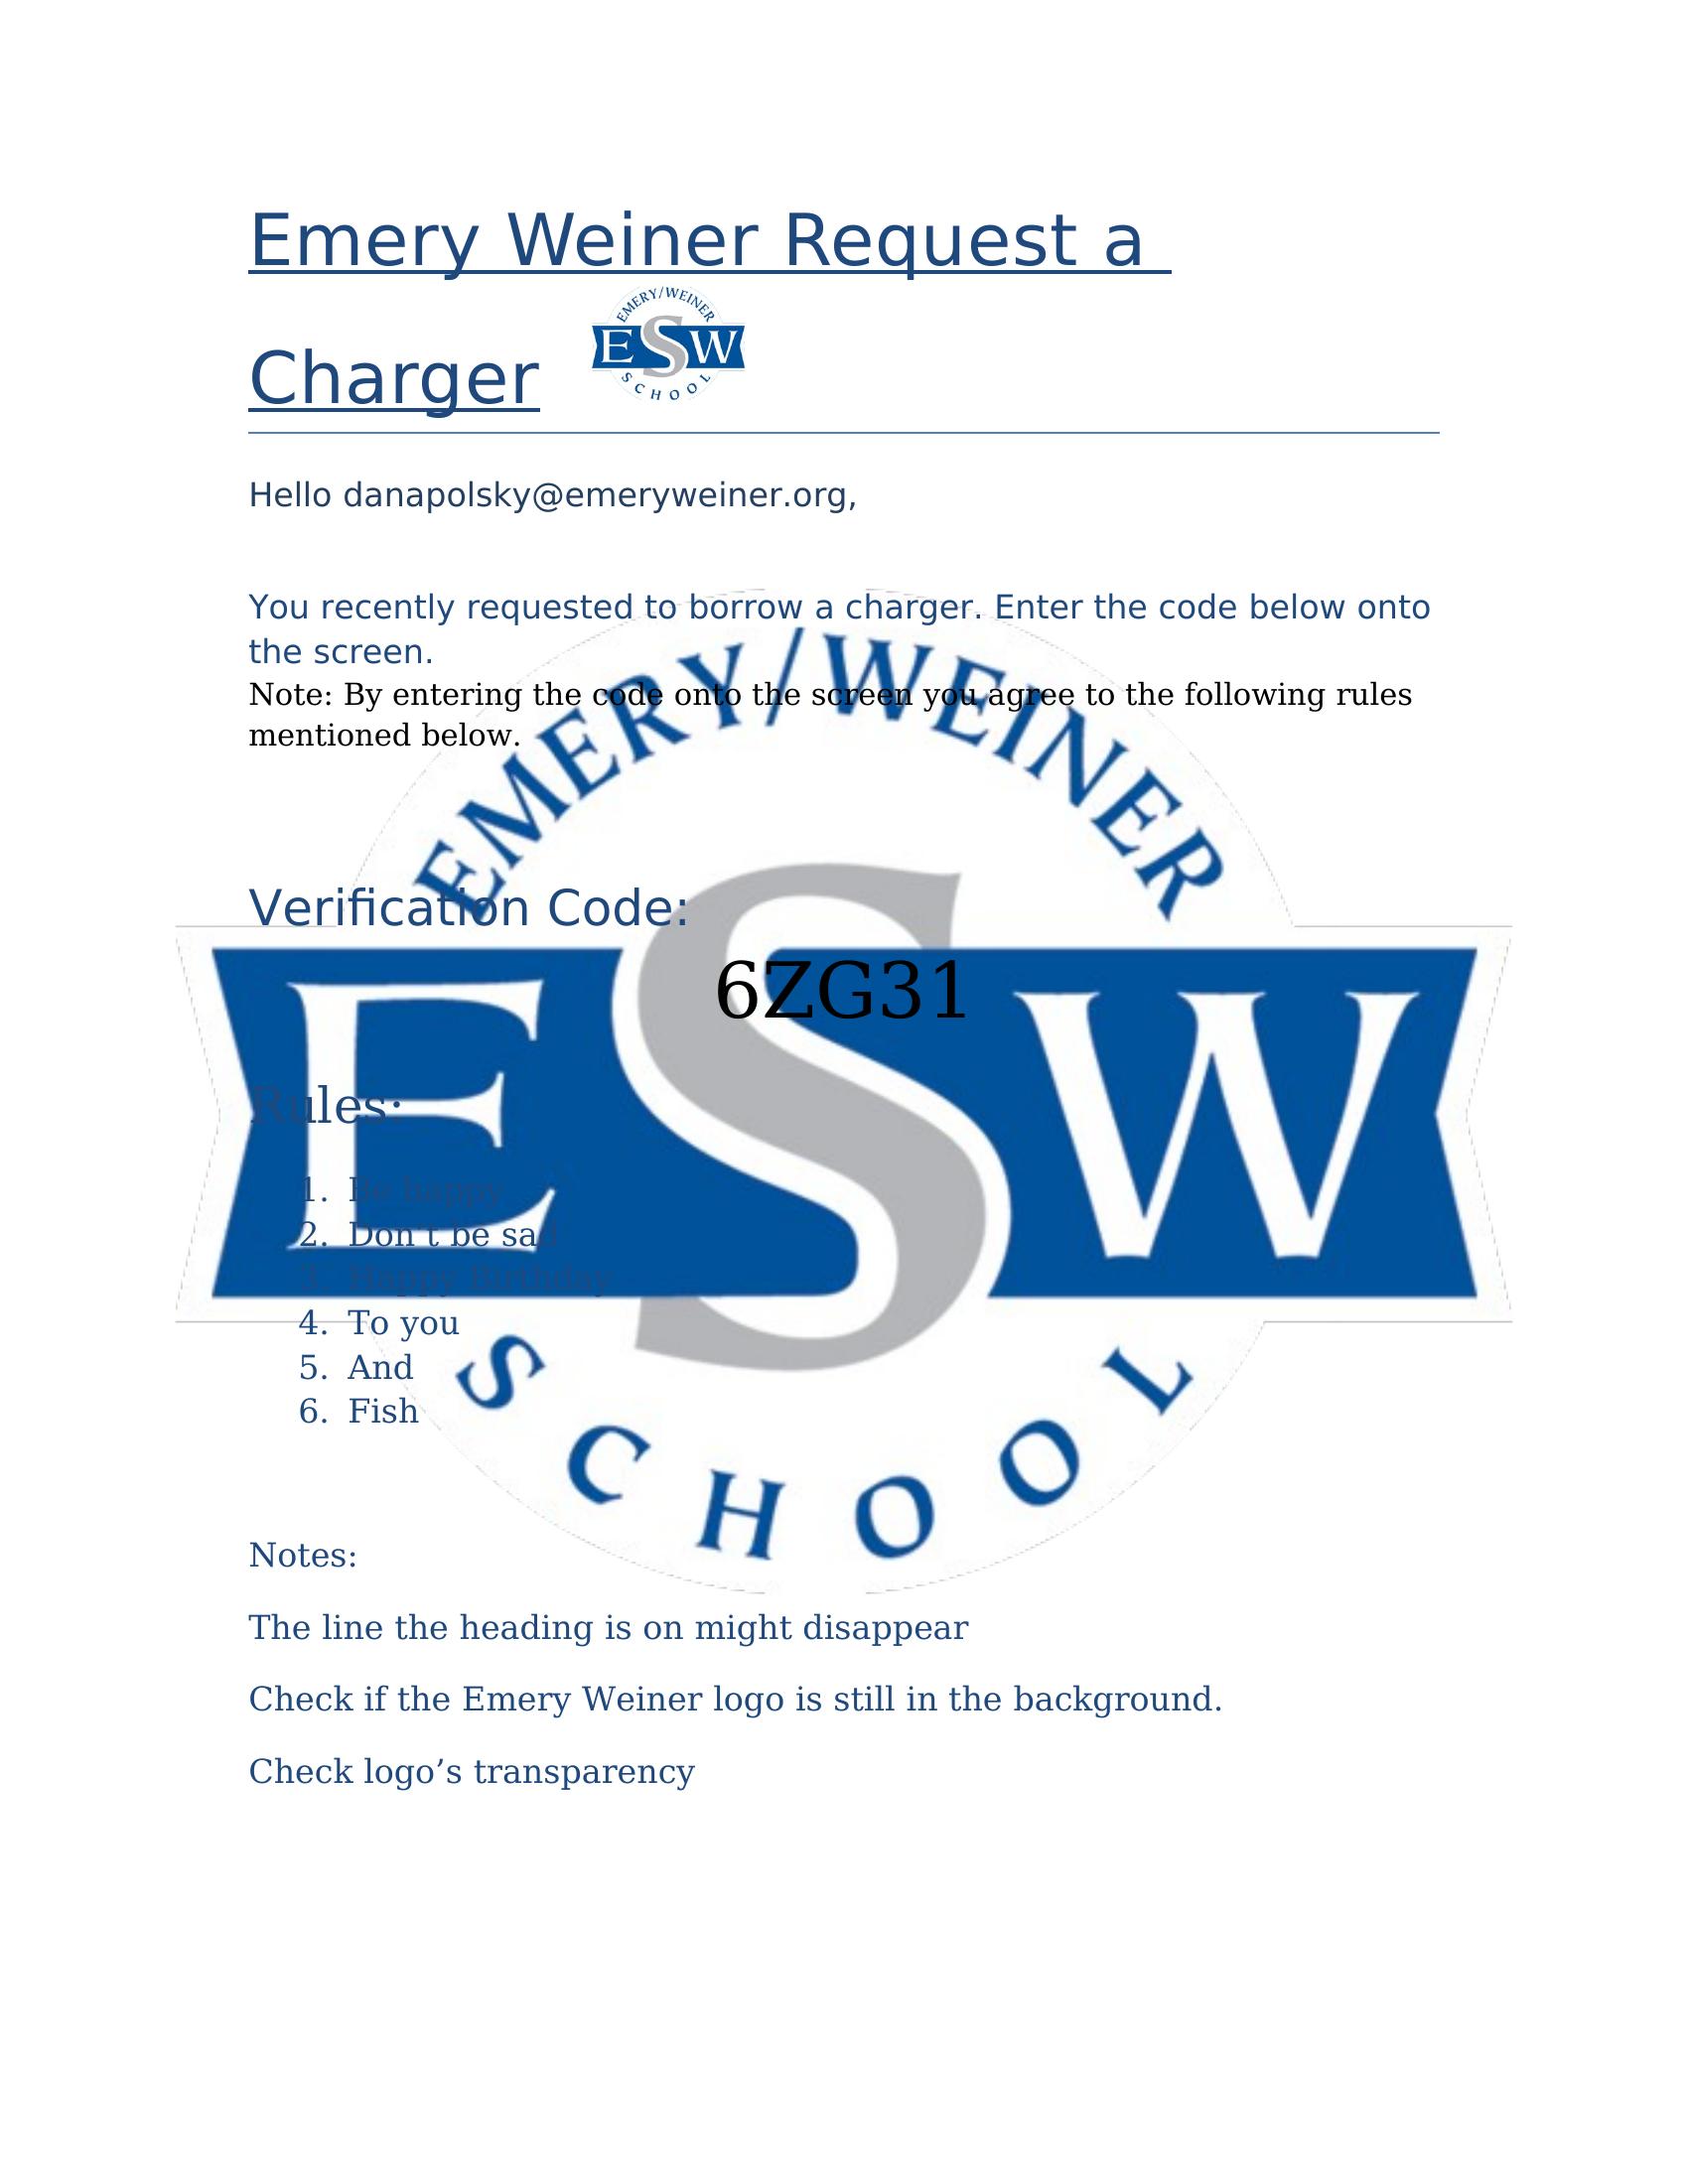 Emery Weiner Request a
Charger
EMERY/WEINER
ESW
SCHOOL
Hello danapolsky@emeryweiner.org,
You recently requested to borrow a charger. Enter the code below onto
the screen.
Note: By entering the code onto the screen you agree to the following rules
mentioned below.
EMERY/WEINER
Verification Code:
6ZG31
ESW
Rules:
1. Be happy
2. Don't be sad
3. Happy Birthday
4. To you
5. And
6. Fish
SCHOOL
Notes:
The line the heading is on might disappear
Check if the Emery Weiner logo is still in the background.
Check logo’s transparency